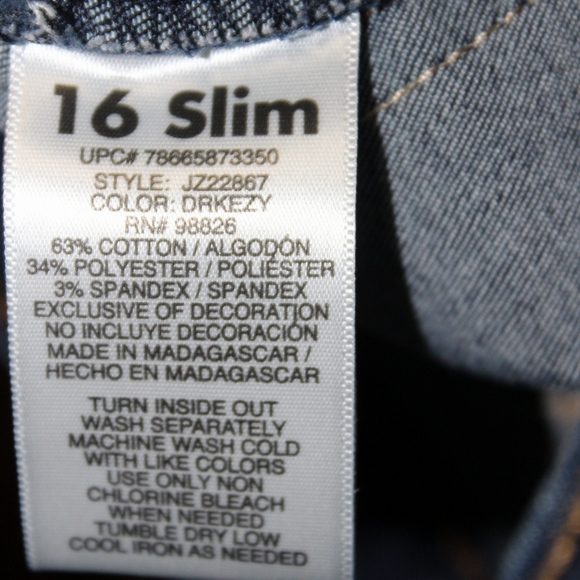 16 Slim
UPC# 78665873350
STYLE: JZ22867
COLOR: DRKEZY
RN# 98826
63% COTTON / ALGODÓN
34% POLYESTER / POLIÉSTER
3% SPANDEX / SPANDEX
EXCLUSIVE OF DECORATION
NO INCLUYE DECORACIÓN
MADE IN MADAGASCAR /
HECHO EN MADAGASCAR
TURN INSIDE OUT
WASH SEPARATELY
MACHINE WASH COLD
WITH LIKE COLORS
USE ONLY NON
CHLORINE BLEACH
WHEN NEEDED
TUMBLE DRY LOW
COOL IRON AS NEEDED